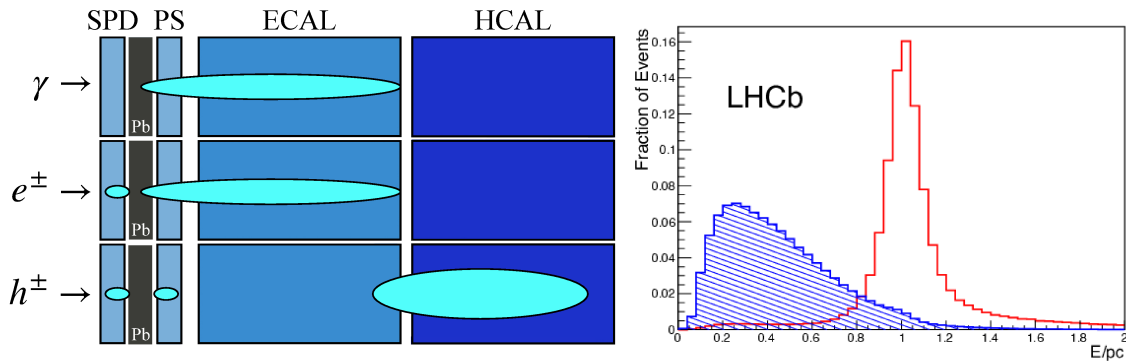 SPD PS ECAL HCAL
γ →
Pb
e± →
Pb
h± →
Pb
LHCb
Fraction of Events
0.16
0.14
0.12
0.1
0.08
0.06
0.04
0.02
0
0 0.2 0.4 0.6 0.8 1 1.2 1.4 1.6 1.8 2
E/pc